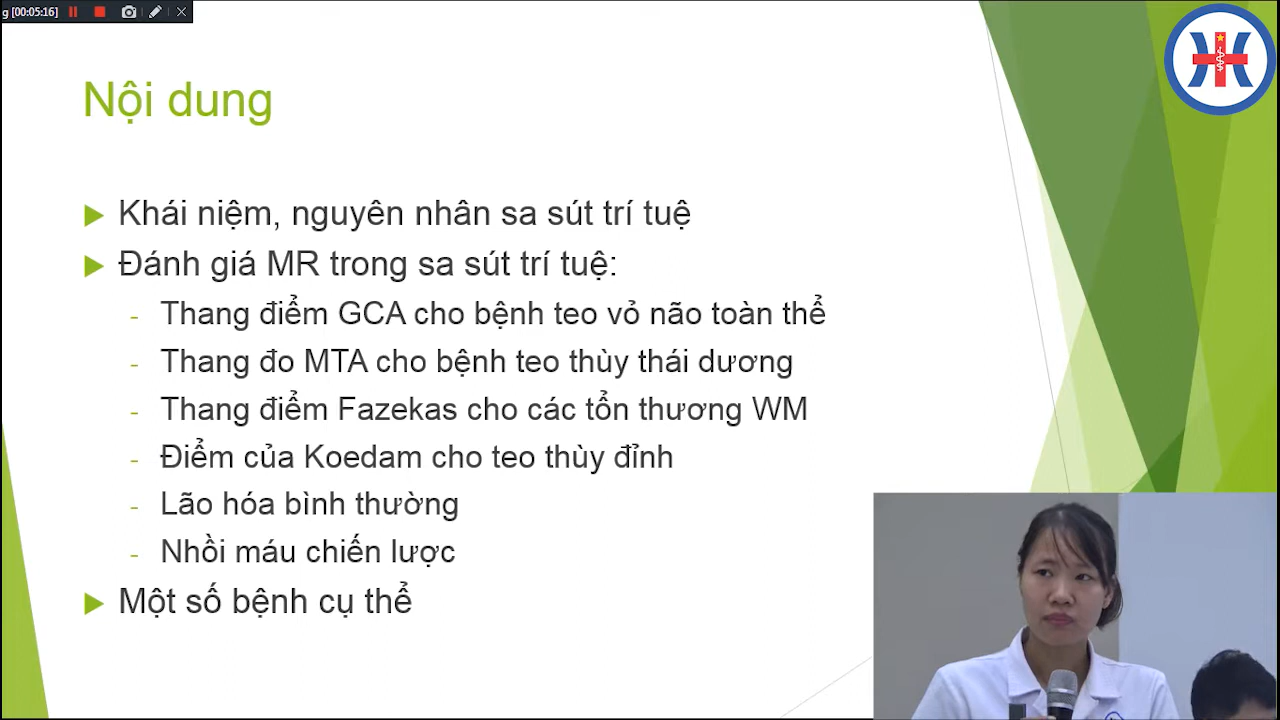 g [00:05:16]
Nội dung
Khái niệm, nguyên nhân sa sút trí tuệ
Đánh giá MR trong sa sút trí tuệ:
- Thang điểm GCA cho bệnh teo vỏ não toàn thể
- Thang đo MTA cho bệnh teo thùy thái dương
- Thang điểm Fazekas cho các tổn thương WM
- Điểm của Koedam cho teo thùy đỉnh
- Lão hóa bình thường
- Nhồi máu chiến lược
Một số bệnh cụ thể